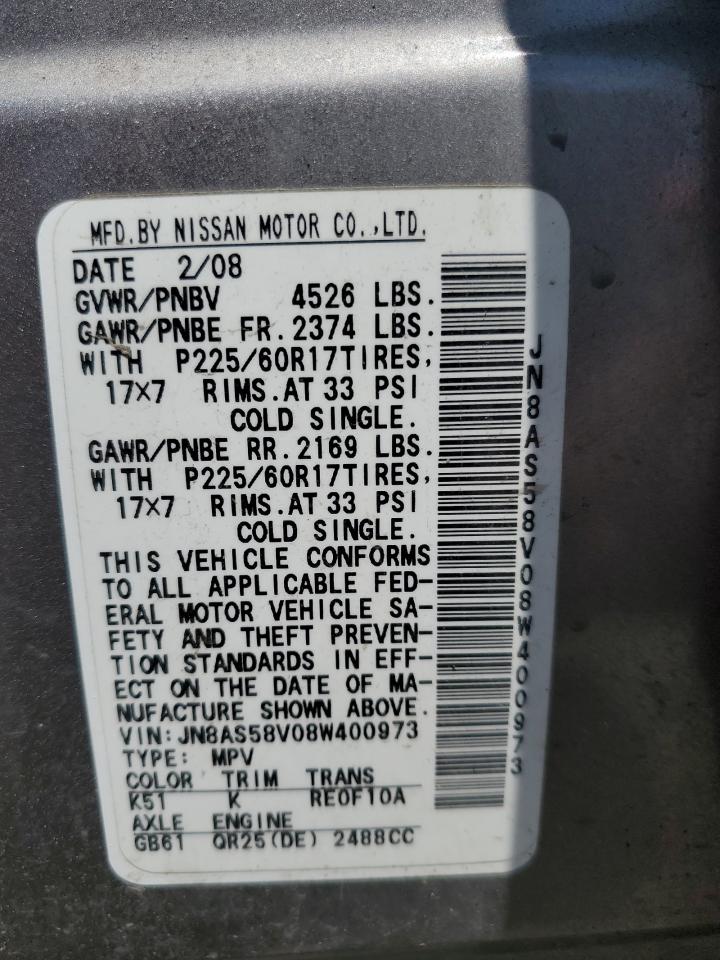 MFD.BY NISSAN MOTOR CO.,LTD.
DATE 2/08
GVWR/PNBV 4526 LBS.
GAWR/PNBE FR.2374 LBS.
WITH P225/60R17TIRES,
17×7 RIMS.AT 33 PSI
COLD SINGLE.
GAWR/PNBE RR.2169 LBS.
WITH P225/60R17TIRES,
17×7 RIMS.AT 33 PSI
COLD SINGLE.
THIS VEHICLE CONFORMS
TO ALL APPLICABLE FED-
ERAL MOTOR VEHICLE SA-
FETY AND THEFT PREVEN-
TION STANDARDS IN EFF-
ECT ON THE DATE OF MA-
NUFACTURE SHOWN ABOVE.
VIN:JN8AS58V08W400973
TYPE: MPV
COLOR TRIM TRANS
K51 K RE0F10A
AXLE ENGINE
GB61 QR25(DE) 2488CC
JN8AS58V08W400973